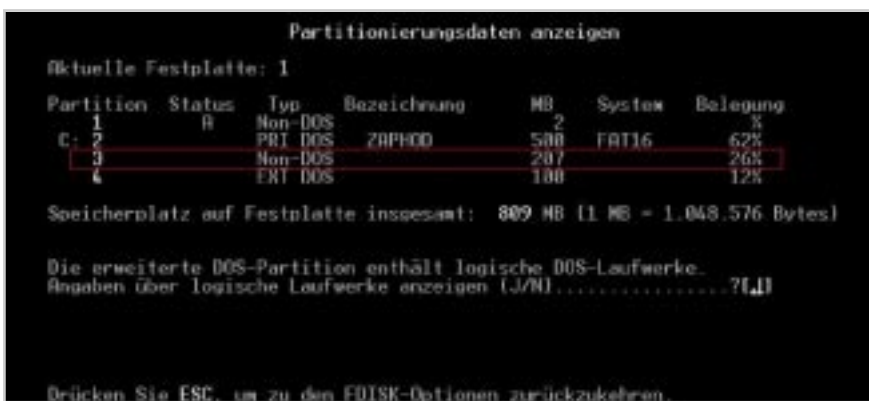 Partitionierungsdaten anzeigen
Aktuelle Festplatte: 1
Partition Status Typ Bezeichnung MB System Belegung
1 A Non-DOS 2 %
C: 2 PRI DOS ZAPHOD 500 FAT16 62%
3 Non-DOS 207 26%
4 EXT DOS 100 12%
Speicherplatz auf Festplatte insgesamt: 809 MB (1 MB = 1.048.576 Bytes)
Die erweiterte DOS-Partition enthält logische DOS-Laufwerke.
Angaben über logische Laufwerke anzeigen (J/N).................?[J]
Drücken Sie ESC, um zu den FDISK-Optionen zurückzukehren.